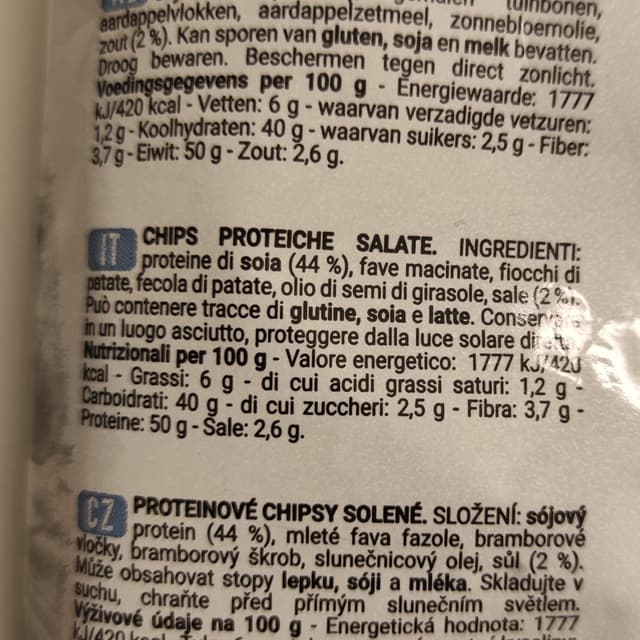 tuinbonen,
aardappelvlokken, aardappelzetmeel, zonnebloemolie,
zout (2 %). Kan sporen van gluten, soja en melk bevatten.
Droog bewaren. Beschermen tegen direct zonlicht.
Voedingsgegevens per 100 g - Energiewaarde: 1777
kJ/420 kcal - Vetten: 6 g - waarvan verzadigde vetzuren:
1,2 g - Koolhydraten: 40 g - waarvan suikers: 2,5 g - Fiber:
3,7 g - Eiwit: 50 g - Zout: 2,6 g.
IT CHIPS PROTEICHE SALATE. INGREDIENTI:
proteine di soia (44 %), fave macinate, fiocchi di
patate, fecola di patate, olio di semi di girasole, sale (2 %).
Può contenere tracce di glutine, soia e latte. Conservare
in un luogo asciutto, proteggere dalla luce solare diretta.
Nutrizionali per 100 g - Valore energetico: 1777 kJ/420
kcal - Grassi: 6 g - di cui acidi grassi saturi: 1,2 g -
Carboidrati: 40 g - di cui zuccheri: 2,5 g - Fibra: 3,7 g -
Proteine: 50 g - Sale: 2,6 g.
CZ PROTEINOVÉ CHIPSY SOLENÉ. SLOŽENÍ: sójový
protein (44 %), mleté fava fazole, bramborové
vločky, bramborový škrob, slunečnicový olej, sůl (2 %).
Může obsahovat stopy lepku, sóji a mléka. Skladujte v
suchu, chraňte před přímým slunečním světlem.
Výživové údaje na 100 g - Energetická hodnota: 1777
kJ/420 kcal